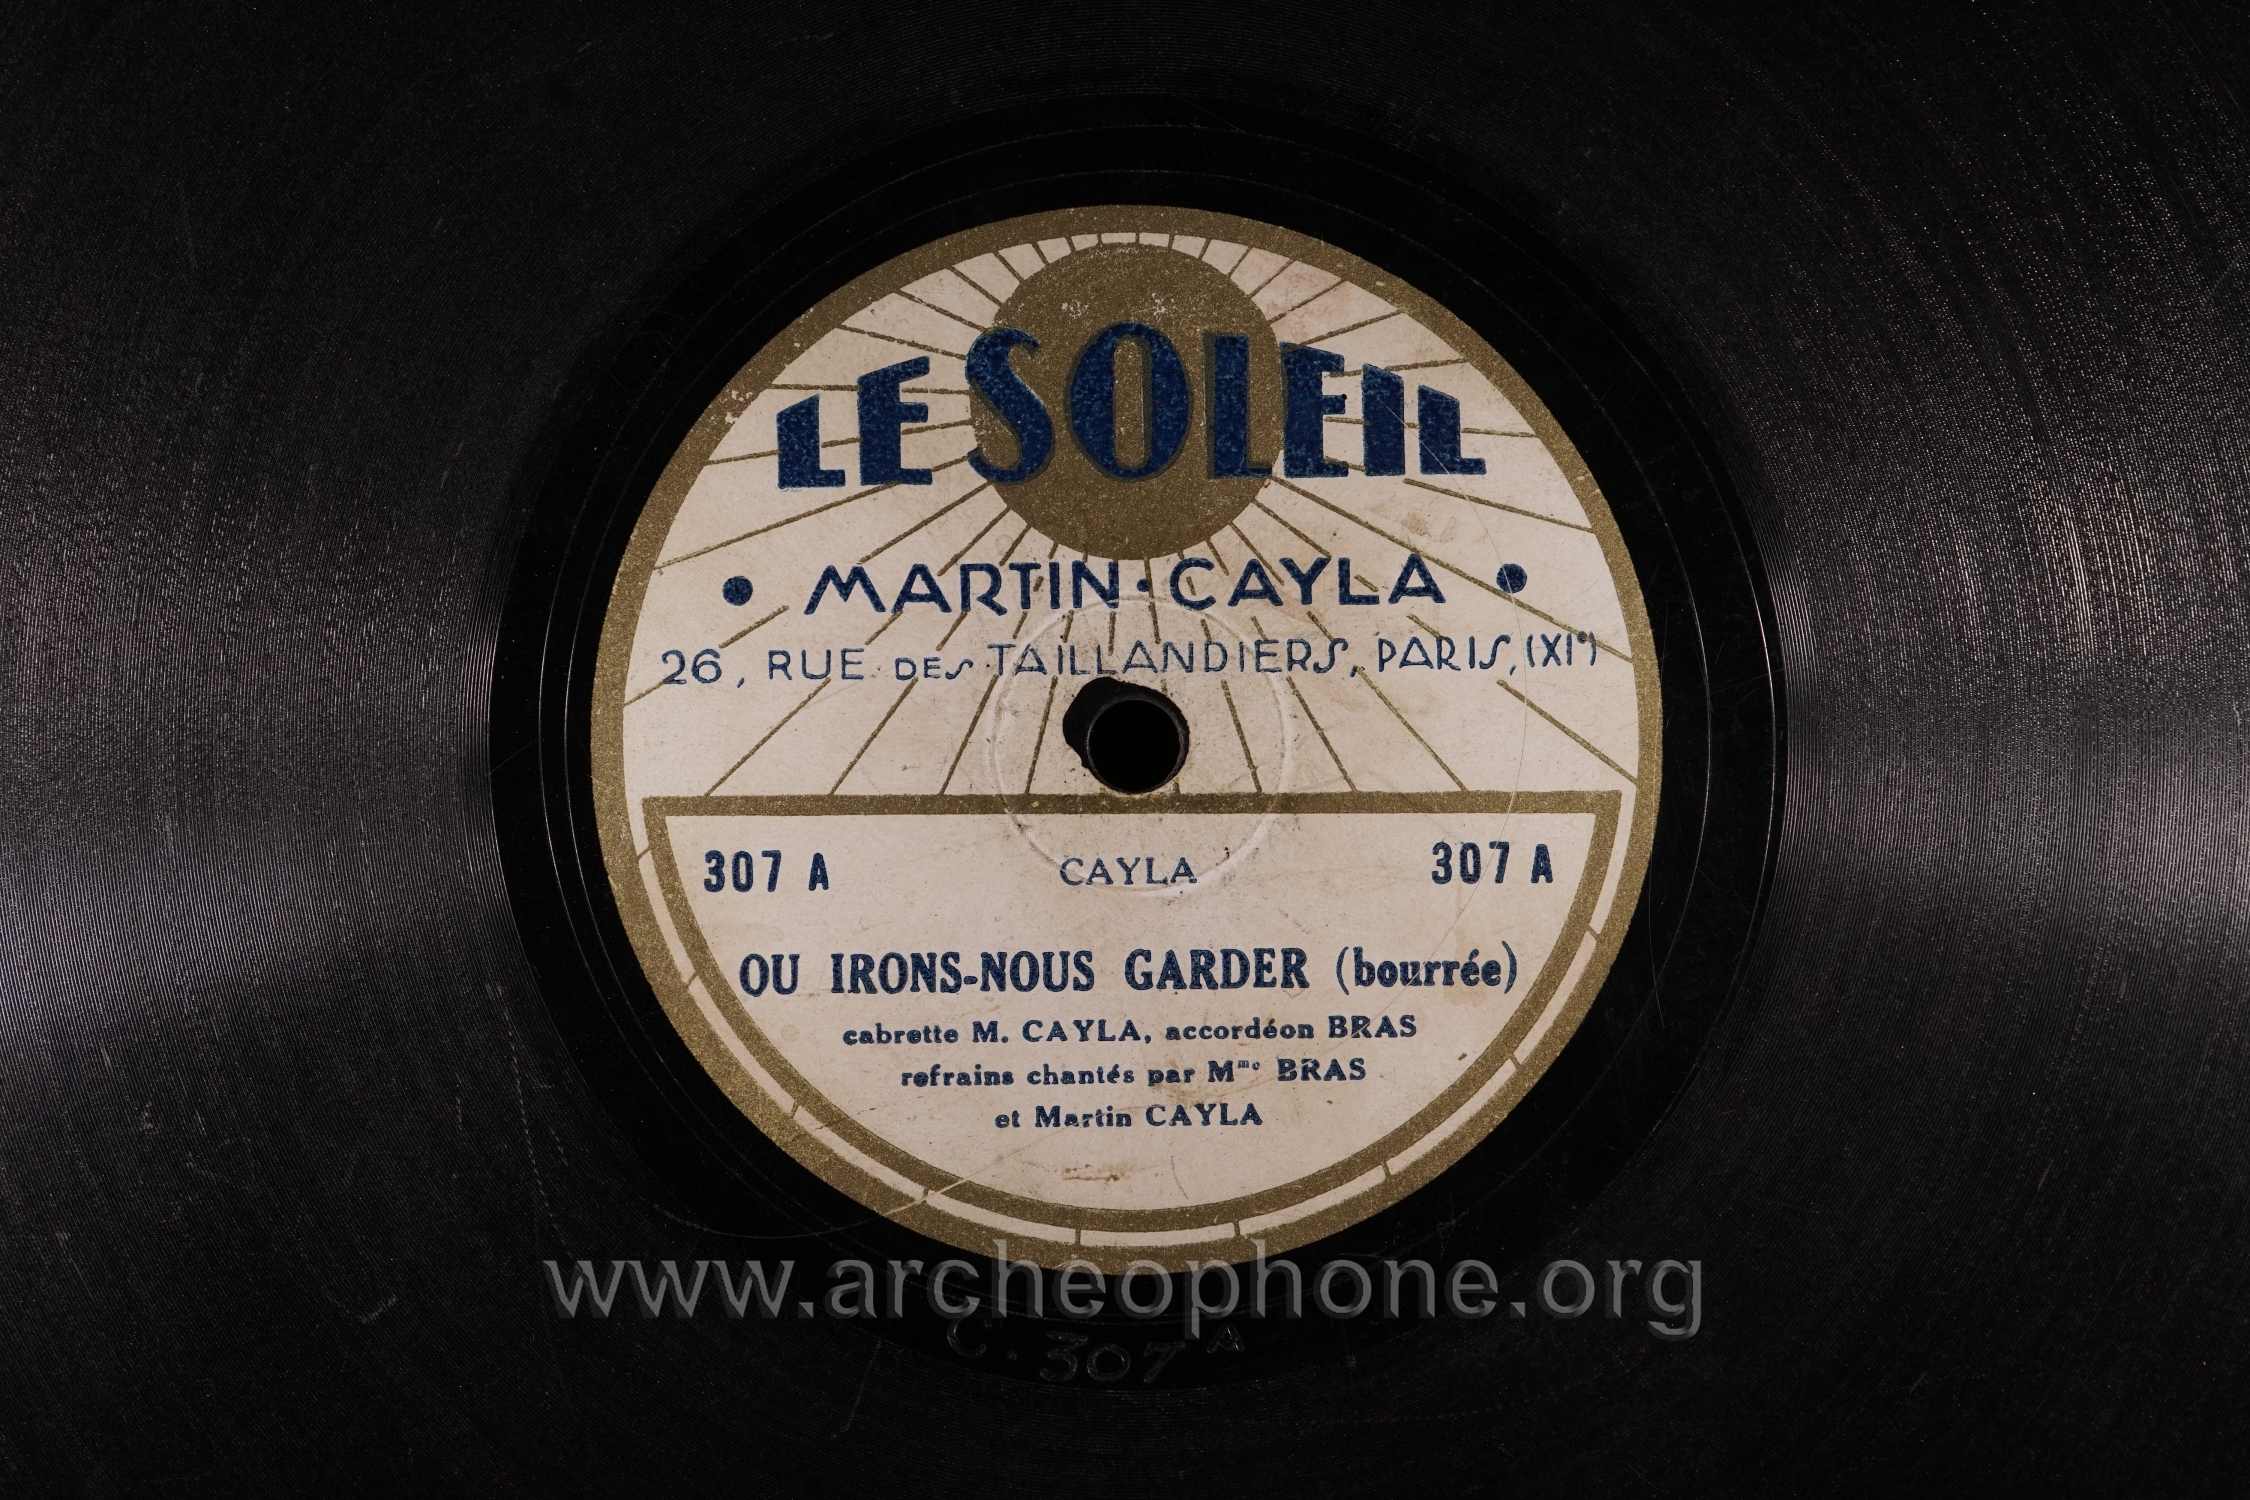 LE SOLEIL
• MARTIN·CAYLA •
26, RUE DES TAILLANDIERS, PARIS, (XIe)
307 A CAYLA 307 A
OU IRONS-NOUS GARDER (bourrée)
cabrette M. CAYLA, accordéon BRAS
refrains chantés par Mme BRAS
et Martin CAYLA
www.archeophone.org
C. 307 A